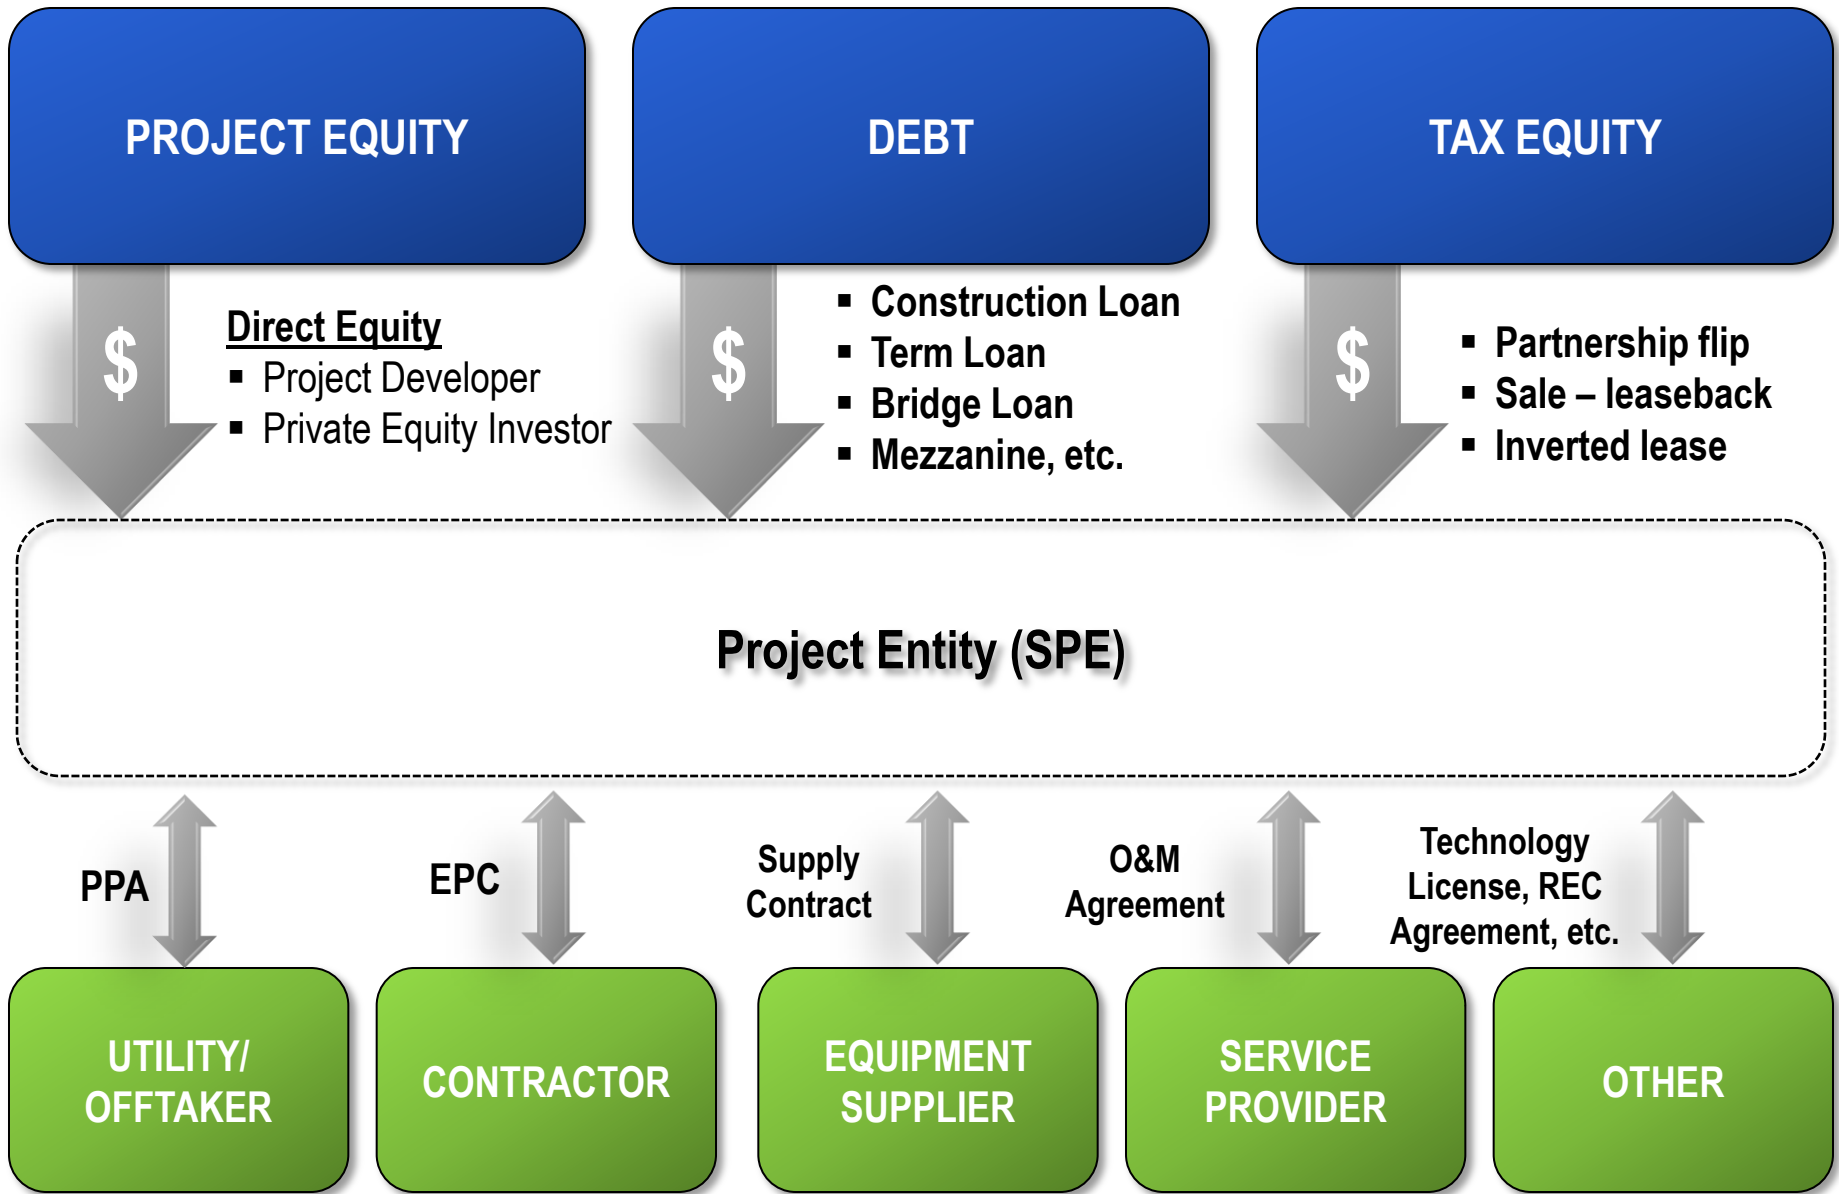 PROJECT EQUITY
DEBT
TAX EQUITY
$
Direct Equity
▪ Project Developer
▪ Private Equity Investor
$
▪ Construction Loan
▪ Term Loan
▪ Bridge Loan
▪ Mezzanine, etc.
$
▪ Partnership flip
▪ Sale – leaseback
▪ Inverted lease
Project Entity (SPE)
PPA
EPC
Supply
Contract
O&M
Agreement
Technology
License, REC
Agreement, etc.
UTILITY/
OFFTAKER
CONTRACTOR
EQUIPMENT
SUPPLIER
SERVICE
PROVIDER
OTHER